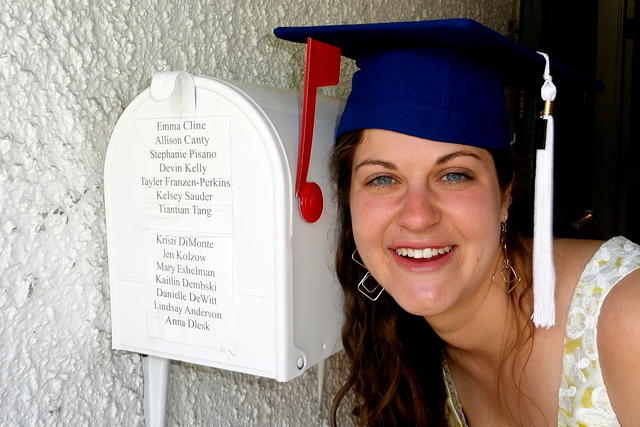 Emma Cline
Allison Canty
Stephanie Pisano
Devin Kelly
Tayler Franzen-Perkins
Kelsey Sauder
Tiantian Tang
Kristi DiMonte
Jen Kolzow
Mary Eshelman
Kaitlin Dembski
Danielle DeWitt
Lindsay Anderson
Anna Dlesk